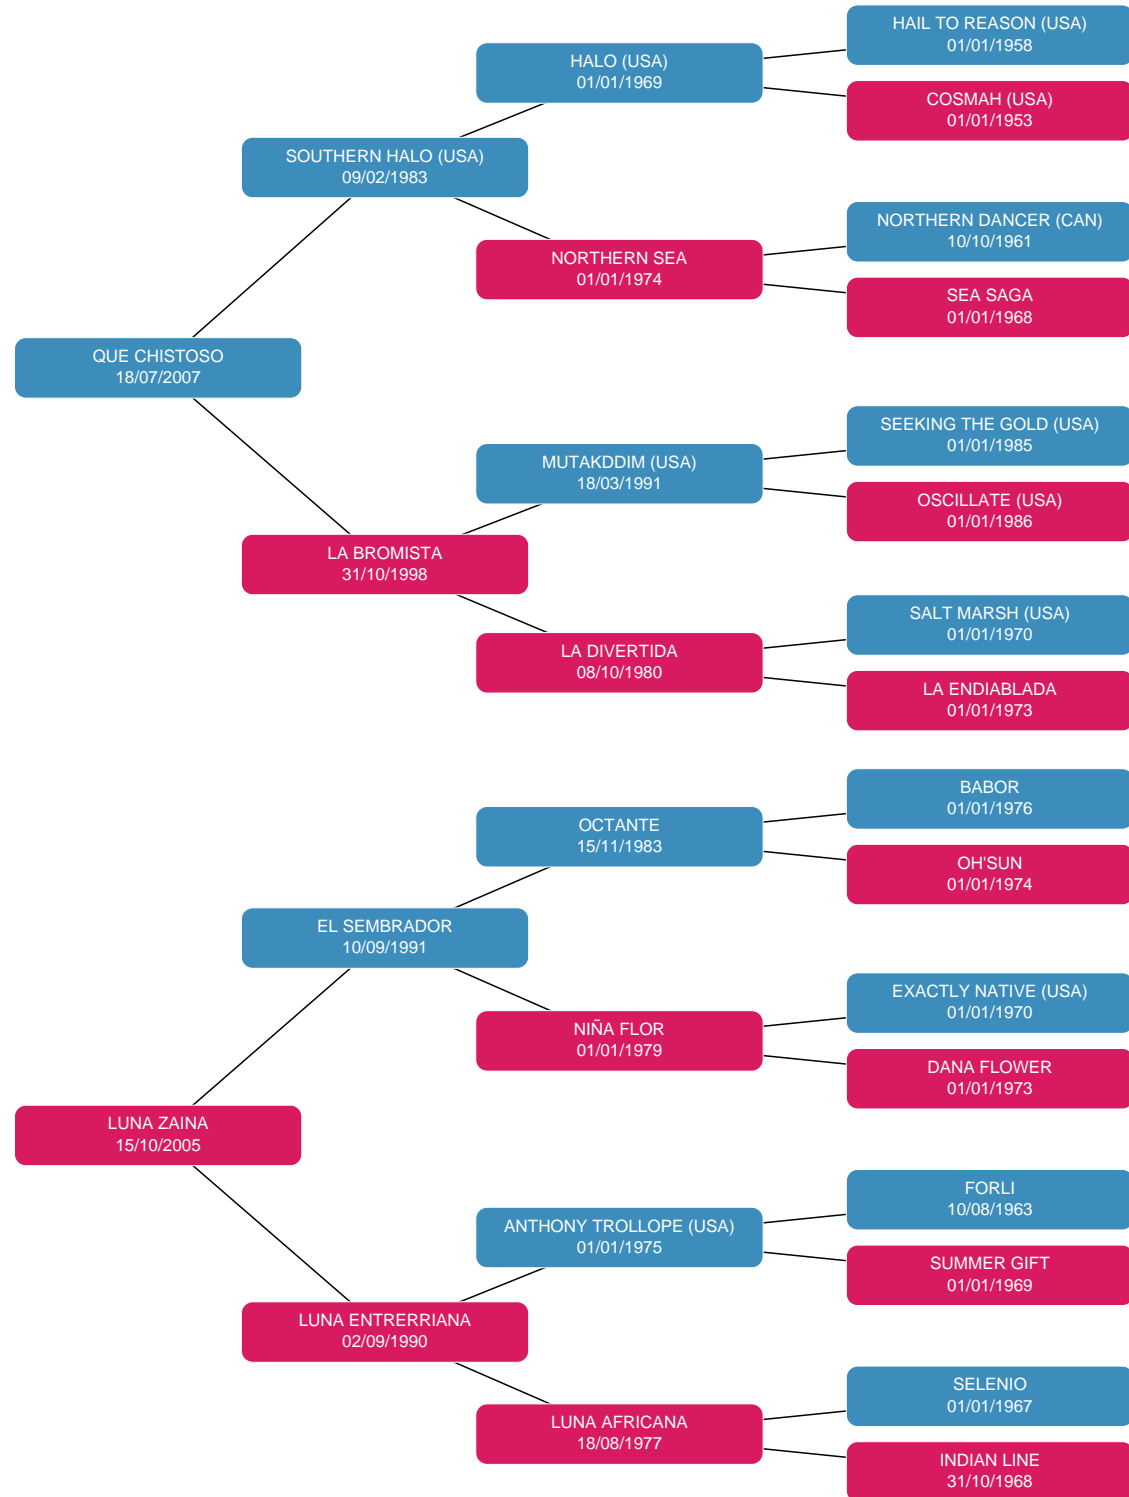 HAIL TO REASON (USA)
01/01/1958
HALO (USA)
01/01/1969
COSMAH (USA)
01/01/1953
SOUTHERN HALO (USA)
09/02/1983
NORTHERN DANCER (CAN)
10/10/1961
NORTHERN SEA
01/01/1974
SEA SAGA
01/01/1968
QUE CHISTOSO
18/07/2007
SEEKING THE GOLD (USA)
01/01/1985
MUTAKDDIM (USA)
18/03/1991
OSCILLATE (USA)
01/01/1986
LA BROMISTA
31/10/1998
SALT MARSH (USA)
01/01/1970
LA DIVERTIDA
08/10/1980
LA ENDIABLADA
01/01/1973
BABOR
01/01/1976
OCTANTE
15/11/1983
OH'SUN
01/01/1974
EL SEMBRADOR
10/09/1991
EXACTLY NATIVE (USA)
01/01/1970
NIÑA FLOR
01/01/1979
DANA FLOWER
01/01/1973
LUNA ZAINA
15/10/2005
FORLI
10/08/1963
ANTHONY TROLLOPE (USA)
01/01/1975
SUMMER GIFT
01/01/1969
LUNA ENTRERRIANA
02/09/1990
SELENIO
01/01/1967
LUNA AFRICANA
18/08/1977
INDIAN LINE
31/10/1968